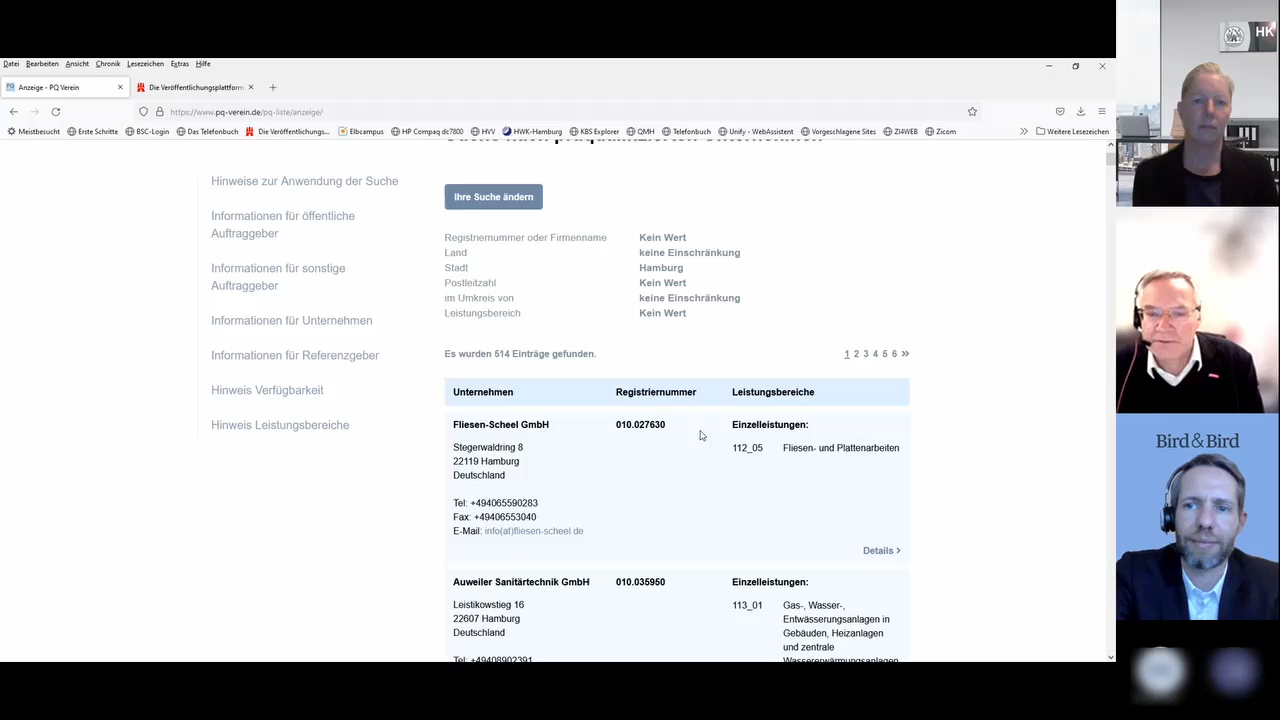 Datei Bearbeiten Ansicht Chronik Lesezeichen Extras Hilfe
Anzeige - PQ Verein
Die Veröffentlichungsplattform
https://www.pq-verein.de/pq-liste/anzeige/
Meistbesucht Erste Schritte BSC-Login Das Telefonbuch Die Veröffentlichungs... Elbcampus HP Compaq dc7800 HVV HWK-Hamburg KBS Explorer QMH Telefonbuch Unify - WebAssistent Vorgeschlagene Sites ZI4WEB Zicom Weitere Lesezeichen
Hinweise zur Anwendung der Suche
Informationen für öffentliche
Auftraggeber
Informationen für sonstige
Auftraggeber
Informationen für Unternehmen
Informationen für Referenzgeber
Hinweis Verfügbarkeit
Hinweis Leistungsbereiche
Ihre Suche ändern
Registriernummer oder Firmenname Kein Wert
Land keine Einschränkung
Stadt Hamburg
Postleitzahl Kein Wert
im Umkreis von keine Einschränkung
Leistungsbereich Kein Wert
Es wurden 514 Einträge gefunden. 1 2 3 4 5 6 »
Unternehmen Registriernummer Leistungsbereiche
Fliesen-Scheel GmbH 010.027630 Einzelleistungen:
Stegerwaldring 8 112_05 Fliesen- und Plattenarbeiten
22119 Hamburg
Deutschland
Tel: +494065590283
Fax: +49406553040
E-Mail: info(at)fliesen-scheel.de
Details ›
Auweiler Sanitärtechnik GmbH 010.035950 Einzelleistungen:
Leistikowstieg 16 113_01 Gas-, Wasser-,
22607 Hamburg Entwässerungsanlagen in
Deutschland Gebäuden, Heizanlagen
und zentrale
Tel: +49408902391 Wassererwärmungsanlagen
HK
Bird & Bird